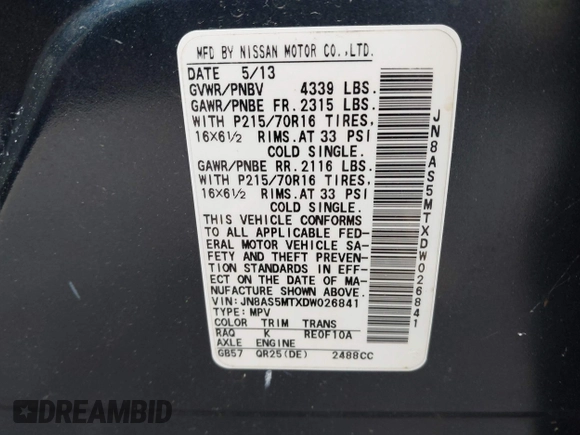 MFD BY NISSAN MOTOR CO.,LTD.
DATE 5/13
GVWR/PNBV 4339 LBS.
GAWR/PNBE FR. 2315 LBS.
WITH P215/70R16 TIRES,
16X6½ RIMS. AT 33 PSI
COLD SINGLE.
GAWR/PNBE RR. 2116 LBS.
WITH P215/70R16 TIRES,
16X6½ RIMS. AT 33 PSI
COLD SINGLE.
THIS VEHICLE CONFORMS
TO ALL APPLICABLE FED-
ERAL MOTOR VEHICLE SA-
FETY AND THEFT PREVEN-
TION STANDARDS IN EFF-
ECT ON THE DATE OF MA-
NUFACTURE SHOWN ABOVE.
VIN: JN8AS5MTXDW026841
TYPE: MPV
COLOR TRIM TRANS
RAQ K RE0F10A
AXLE ENGINE
GB57 QR25(DE) 2488CC
JN8AS5MTXDW026841
DREAMBID